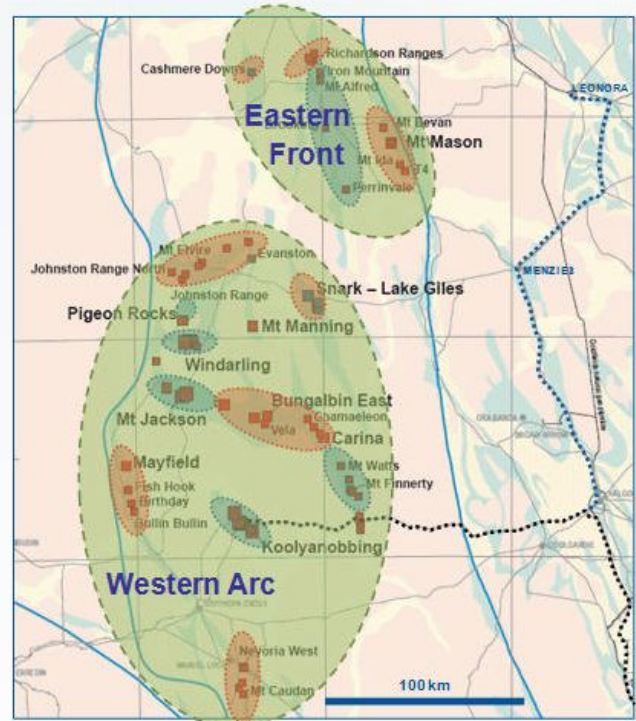 Richardson Ranges
Cashmere Downs
Iron Mountain
Mt Alfred
LEONORA
Eastern
Front
Mt Bevan
Mt Mason
Mt Ida
T4
Perrinvale
Mt Elvire
Evanston
Johnston Range North
MENZIES
Johnston Range
Snark – Lake Giles
Pigeon Rocks
Mt Manning
Windarling
Bungalbin East
Mt Jackson
Chamaeleon
Vela
Carina
Mayfield
Mt Watts
Fish Hook
Mt Finnerty
Birthday
Bullin Bullin
Koolyanobbing
Western Arc
Nevoria West
Mt Caudan
100 km